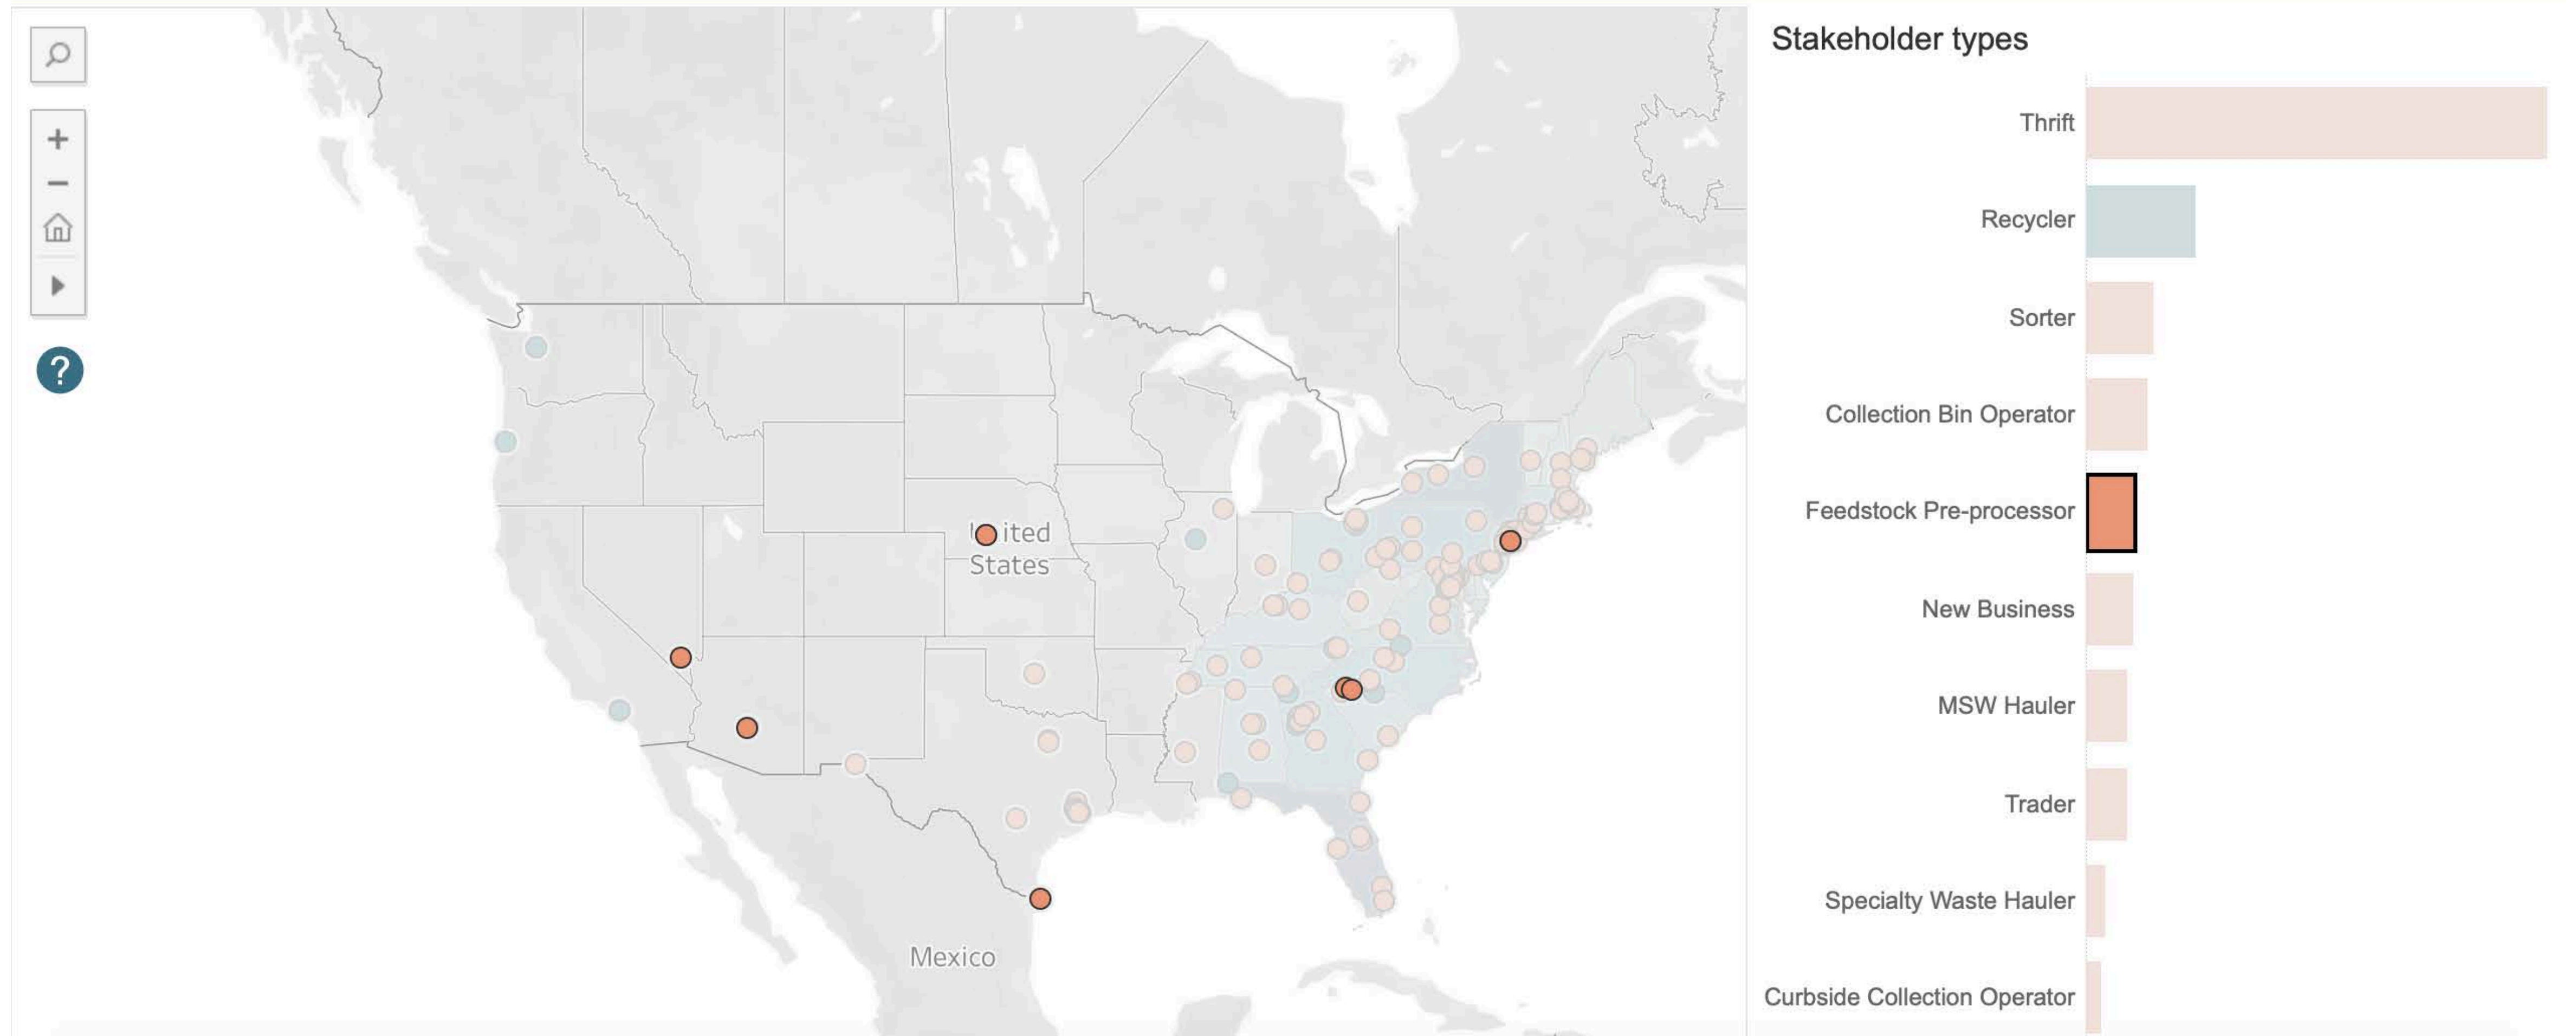 Stakeholder types
Thrift
Recycler
Sorter
Collection Bin Operator
Feedstock Pre-processor
New Business
MSW Hauler
Trader
Specialty Waste Hauler
Curbside Collection Operator
+
−
?
ited
States
Mexico